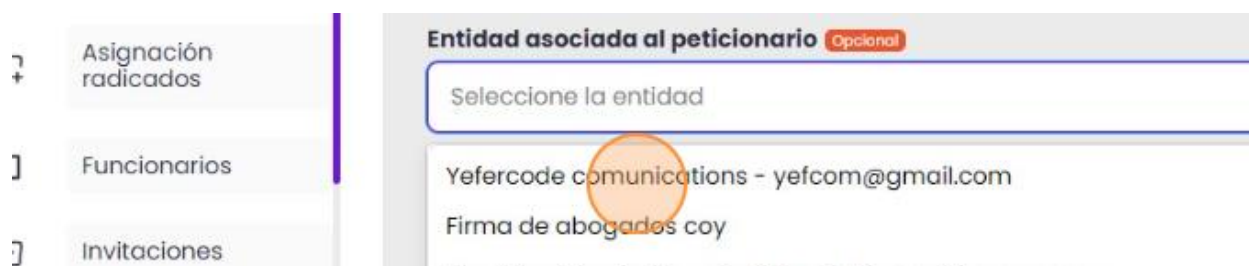 Asignación
radicados
Funcionarios
Invitaciones
Entidad asociada al peticionario Opcional
Seleccione la entidad
Yefercode comunications - yefcom@gmail.com
Firma de abogados coy